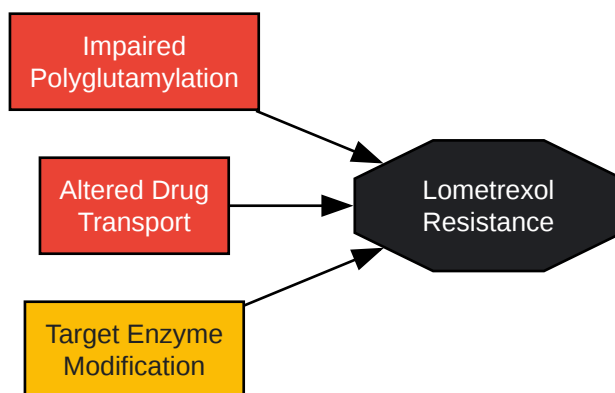 Impaired
Polyglutamylation
Altered Drug
Transport
Lometrexol
Resistance
Target Enzyme
Modification